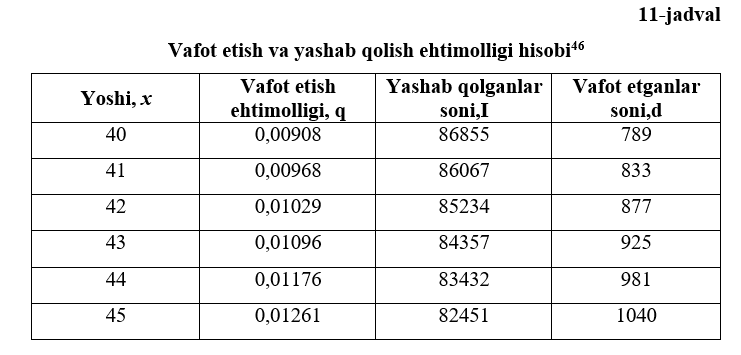 11-jadval
Vafot etish va yashab qolish ehtimolligi hisobi⁴⁶
Yoshi, x
Vafot etish
ehtimolligi, q
Yashab qolganlar
soni,I
Vafot etganlar
soni,d
40 0,00908 86855 789
41 0,00968 86067 833
42 0,01029 85234 877
43 0,01096 84357 925
44 0,01176 83432 981
45 0,01261 82451 1040